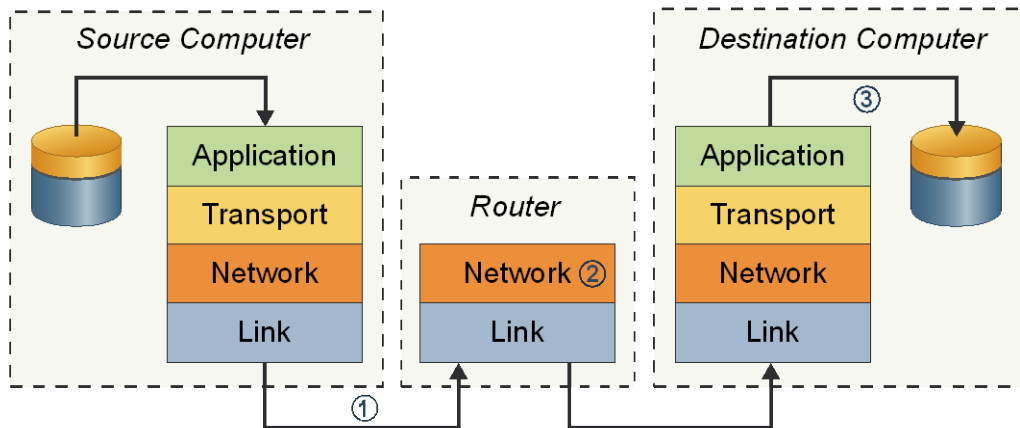 Source Computer
Application
Transport
Network
Link
①
Router
Network ②
Link
Destination Computer
③
Application
Transport
Network
Link